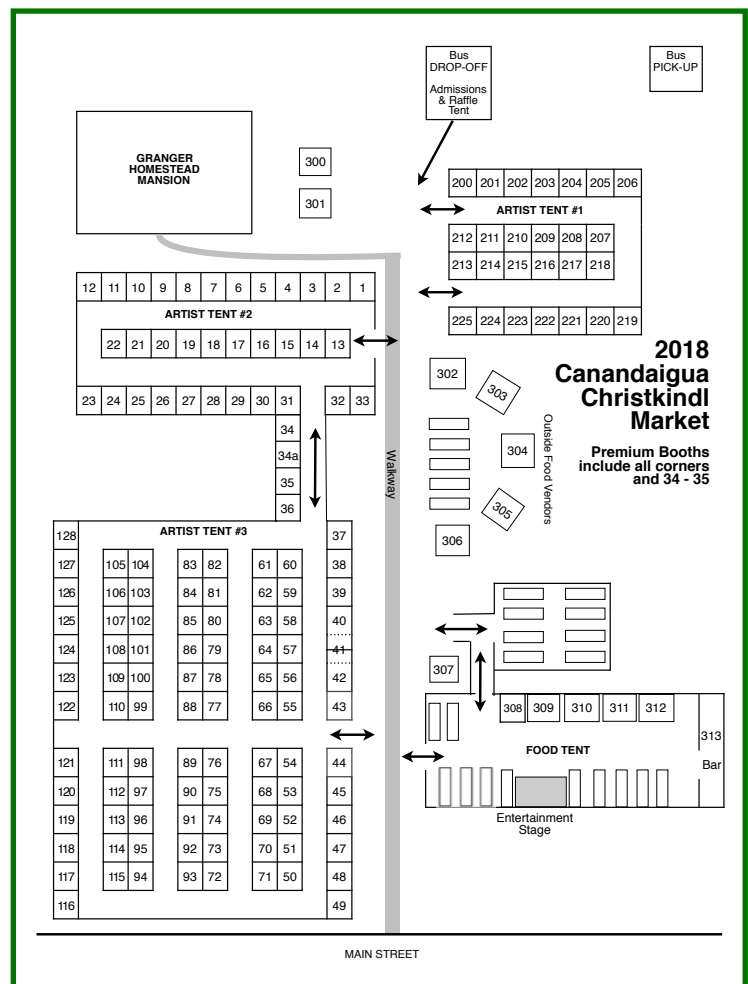 Bus
DROP-OFF
Admissions
& Raffle
Tent
Bus
PICK-UP
GRANGER
HOMESTEAD
MANSION
300
301
200 201 202 203 204 205 206
ARTIST TENT #1
212 211 210 209 208 207
213 214 215 216 217 218
225 224 223 222 221 220 219
12 11 10 9 8 7 6 5 4 3 2 1
ARTIST TENT #2
22 21 20 19 18 17 16 15 14 13
23 24 25 26 27 28 29 30 31 32 33
34
34a
35
36
2018
Canandaigua
Christkindl
Market
Premium Booths
include all corners
and 34 - 35
302
303
304
305
306
Outside Food Vendors
Walkway
ARTIST TENT #3
128 37
127 105 104 83 82 61 60 38
126 106 103 84 81 62 59 39
125 107 102 85 80 63 58 40
124 108 101 86 79 64 57 41
123 109 100 87 78 65 56 42
122 110 99 88 77 66 55 43
121 111 98 89 76 67 54 44
120 112 97 90 75 68 53 45
119 113 96 91 74 69 52 46
118 114 95 92 73 70 51 47
117 115 94 93 72 71 50 48
116 49
307
308 309 310 311 312
313
Bar
FOOD TENT
Entertainment
Stage
MAIN STREET